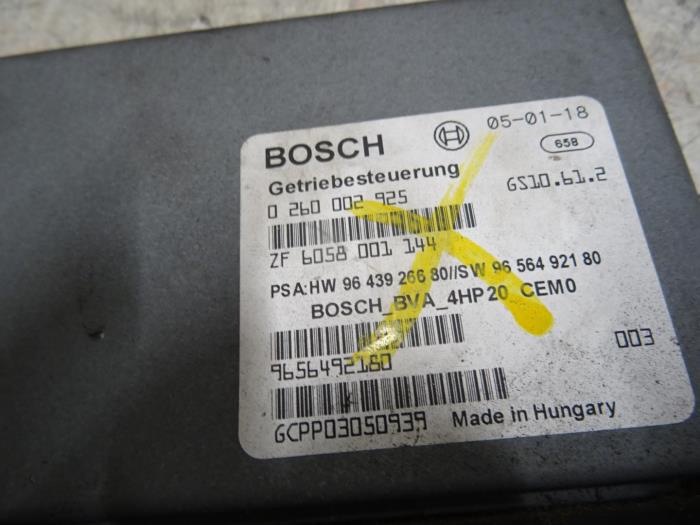 BOSCH
05-01-18
658
Getriebesteuerung
GS10.61.2
0 260 002 925
ZF 6058 001 144
PSA:HW 96 439 266 80//SW 96 564 921 80
BOSCH_BVA_4HP20_CEM0
003
9656492180
GCPP03050939 Made in Hungary